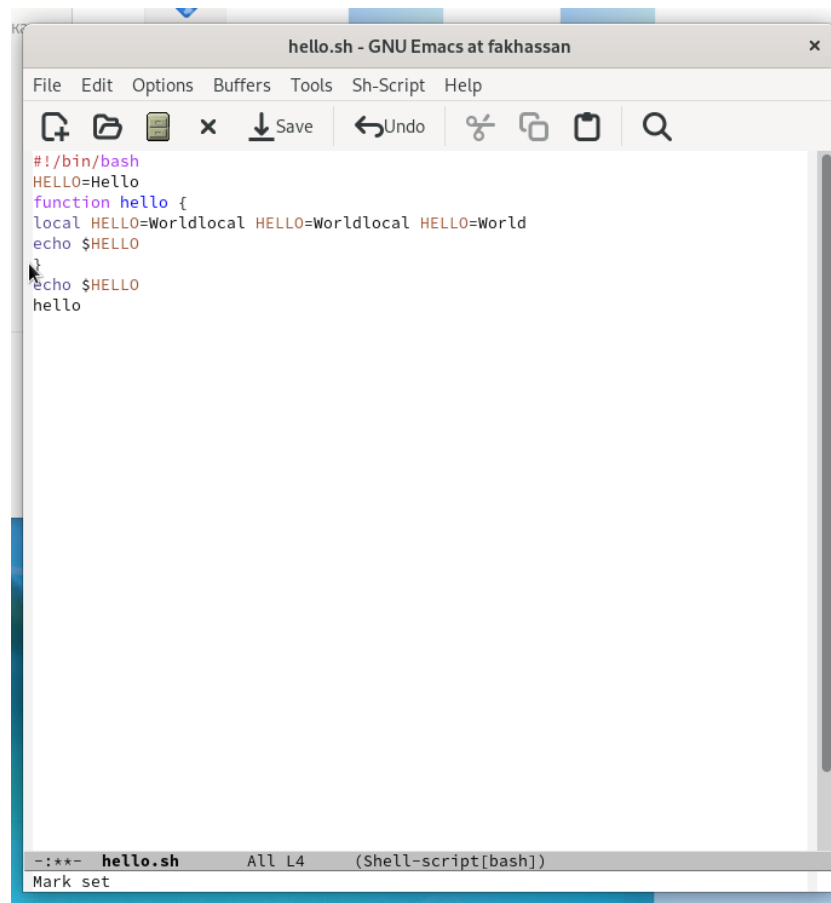 ка
hello.sh - GNU Emacs at fakhassan
File Edit Options Buffers Tools Sh-Script Help
Save Undo
#!/bin/bash
HELLO=Hello
function hello {
local HELLO=Worldlocal HELLO=Worldlocal HELLO=World
echo $HELLO
}
echo $HELLO
hello
-:**- hello.sh All L4 (Shell-script[bash])
Mark set